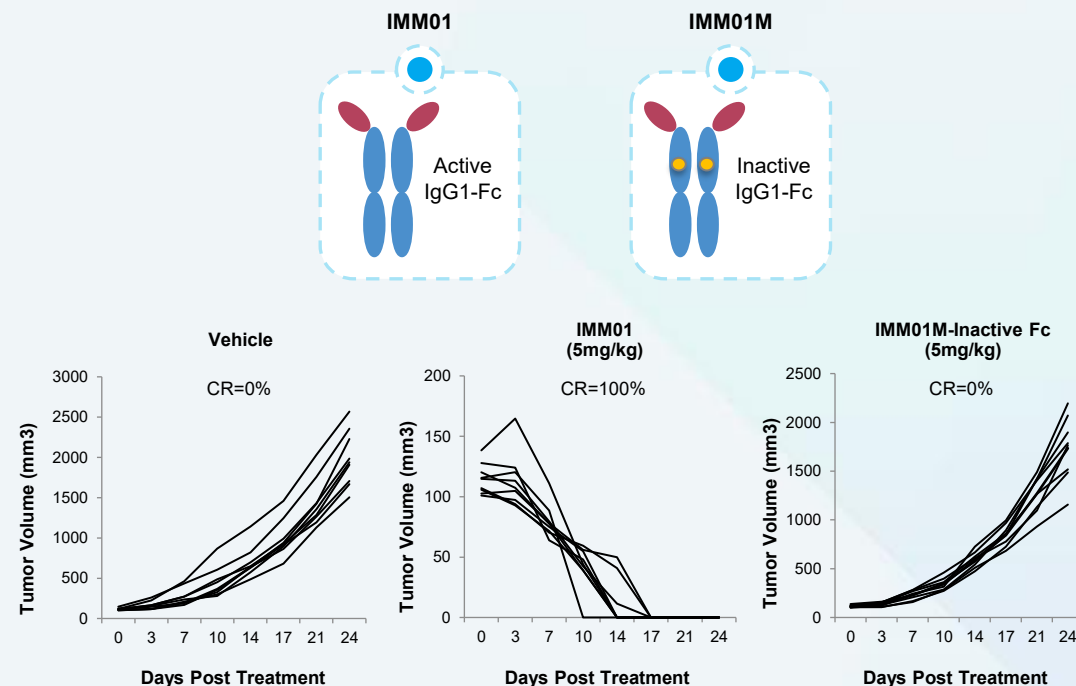 IMM01
IMM01M
Active
IgG1-Fc
Inactive
IgG1-Fc
Vehicle
CR=0%
Tumor Volume (mm3)
3000
2500
2000
1500
1000
500
0
0 3 7 10 14 17 21 24
Days Post Treatment
IMM01
(5mg/kg)
CR=100%
Tumor Volume (mm3)
200
150
100
50
0
0 3 7 10 14 17 21 24
Days Post Treatment
IMM01M-Inactive Fc
(5mg/kg)
CR=0%
Tumor Volume (mm3)
2500
2000
1500
1000
500
0
0 3 7 10 14 17 21 24
Days Post Treatment